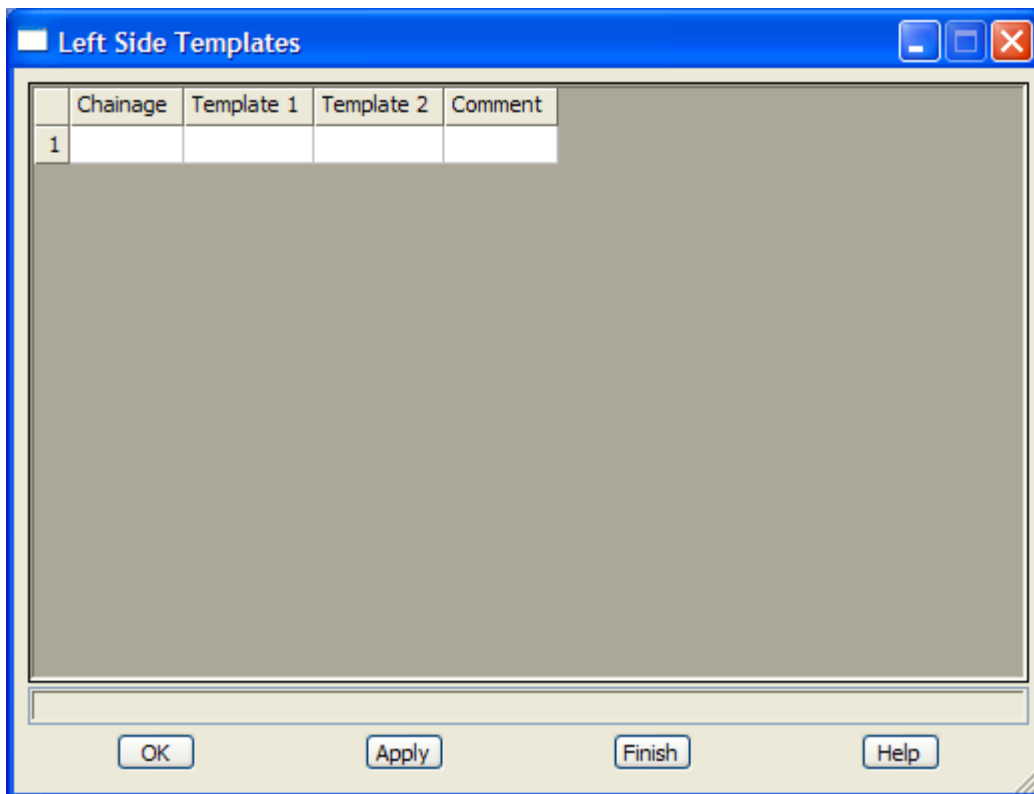 Left Side Templates
Chainage Template 1 Template 2 Comment
1
OK Apply Finish Help